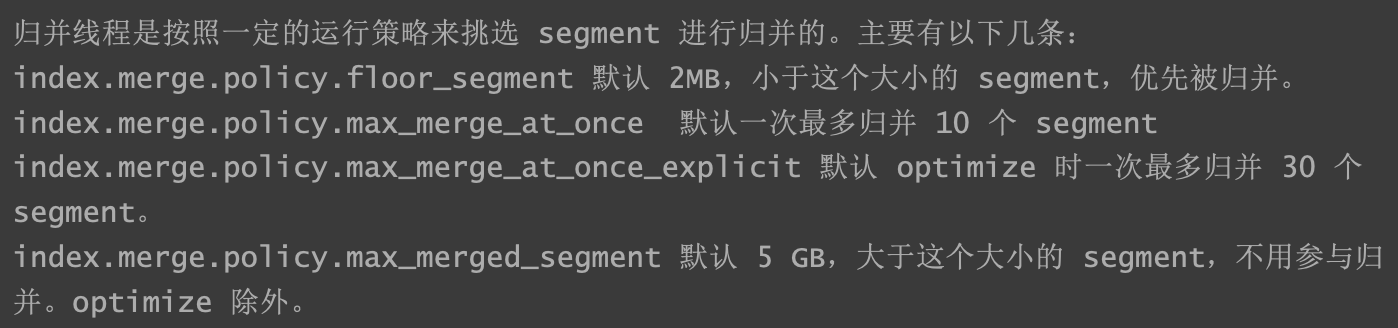 归并线程是按照一定的运行策略来挑选 segment 进行归并的。主要有以下几条：
index.merge.policy.floor_segment 默认 2MB，小于这个大小的 segment，优先被归并。
index.merge.policy.max_merge_at_once  默认一次最多归并 10 个 segment
index.merge.policy.max_merge_at_once_explicit 默认 optimize 时一次最多归并 30 个
segment。
index.merge.policy.max_merged_segment 默认 5 GB，大于这个大小的 segment，不用参与归
并。optimize 除外。